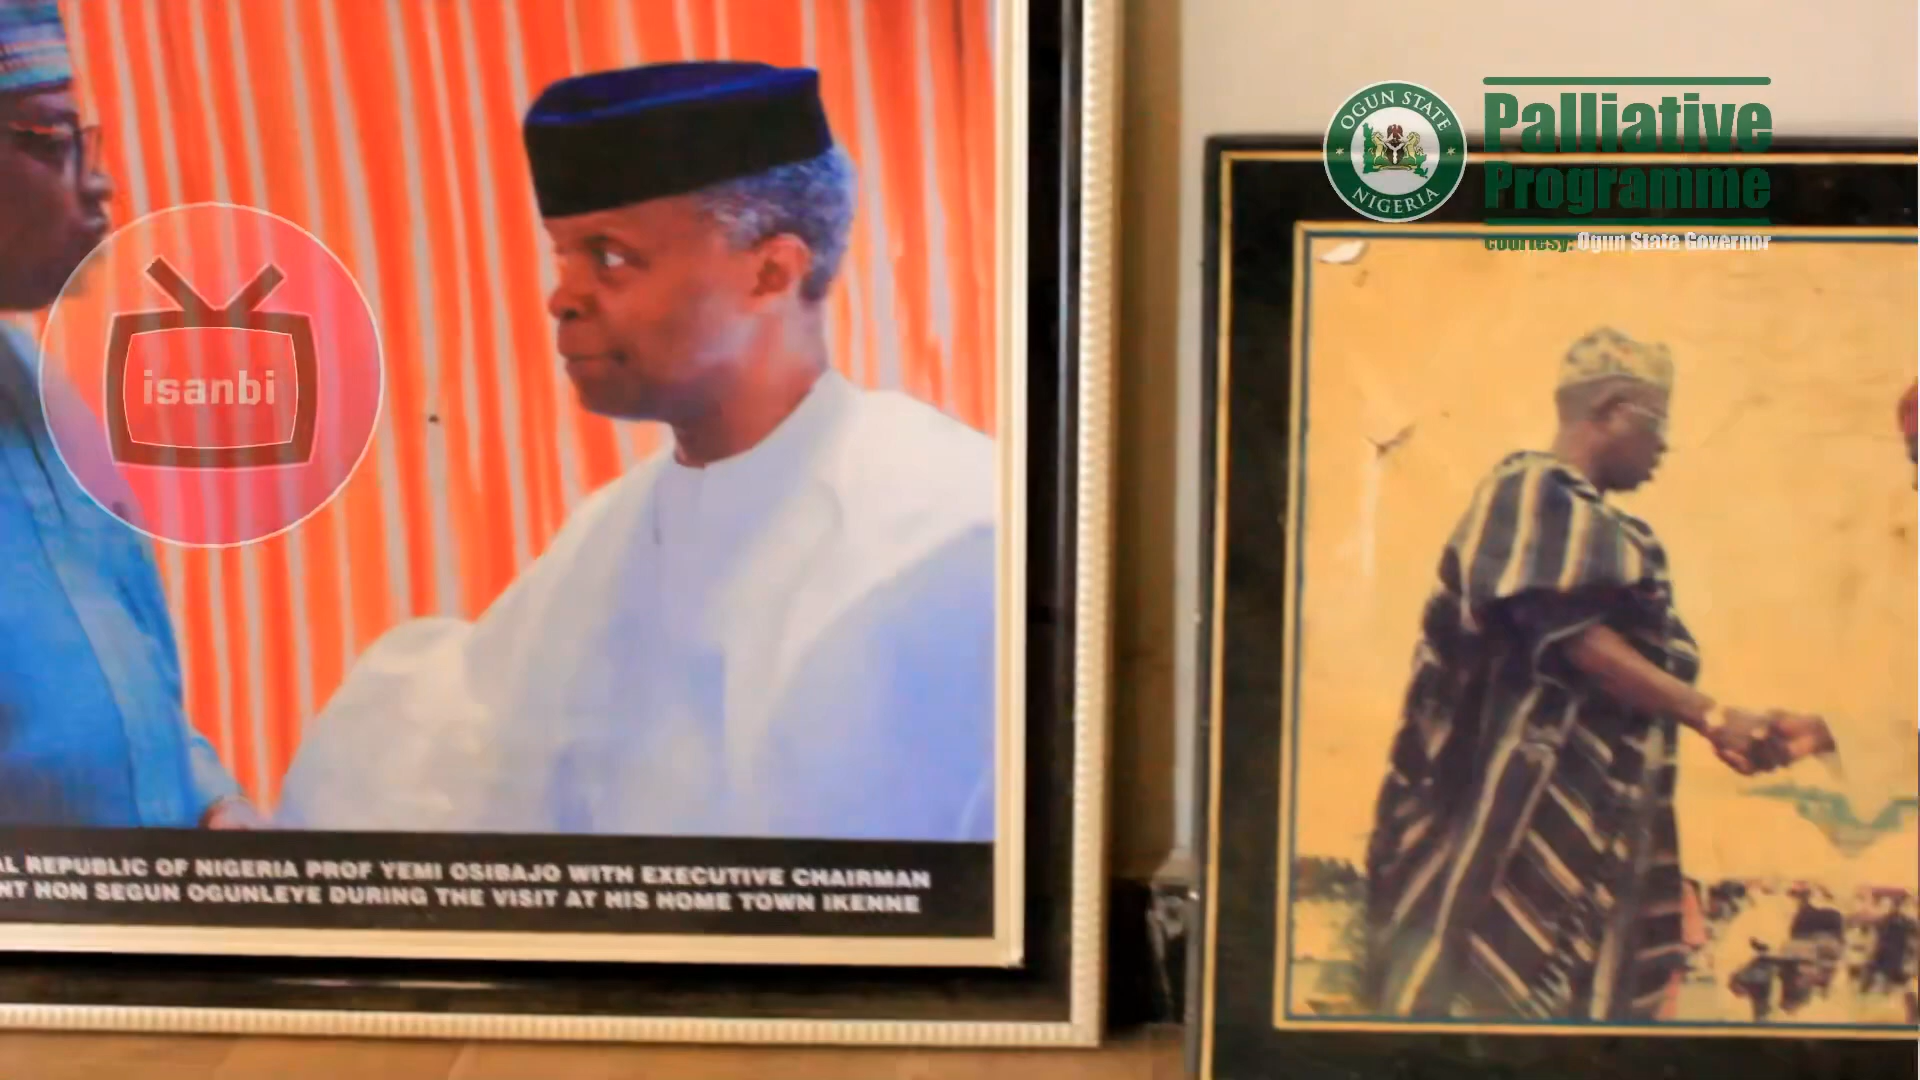 isanbi
OGUN STATE
NIGERIA
Palliative
Programme
Courtesy: Ogun State Governor
AL REPUBLIC OF NIGERIA PROF YEMI OSIBAJO WITH EXECUTIVE CHAIRMAN
NT HON SEGUN OGUNLEYE DURING THE VISIT AT HIS HOME TOWN IKENNE